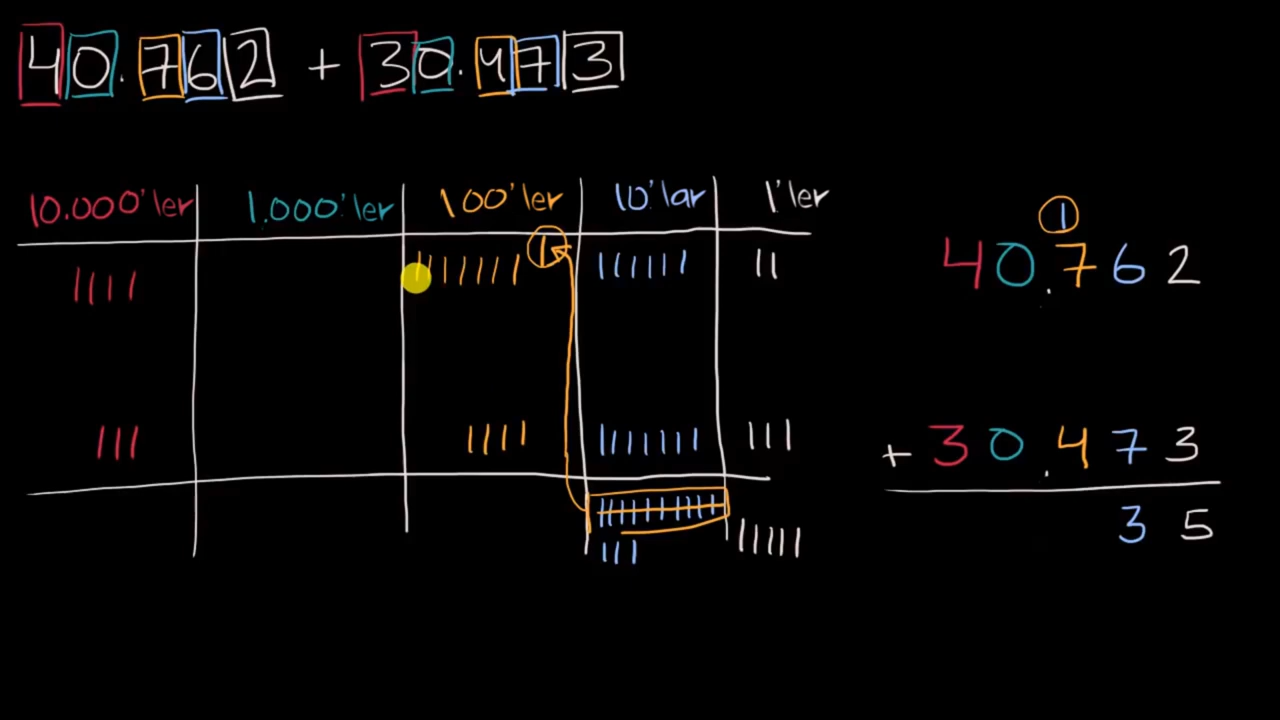 40.762 + 30.473
10.000'ler 1.000'ler 100'ler 10'lar 1'ler
1 1
40.762
+ 30.473
35